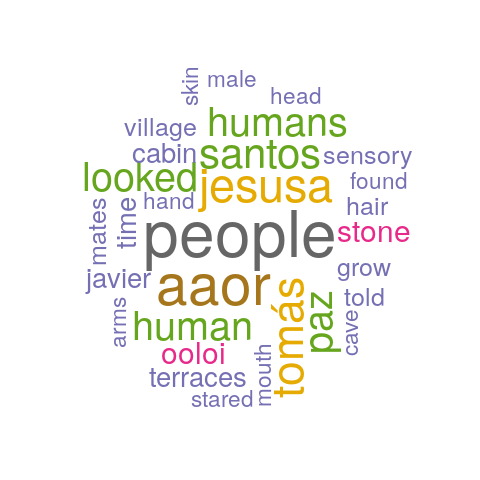 skin
male
head
village
humans
cabin
santos
sensory
looked
jesusa
found
mates
time
hand
hair
people
stone
javier
aaor
grow
arms
human
tomás
paz
told
cave
ooloi
terraces
mouth
stared